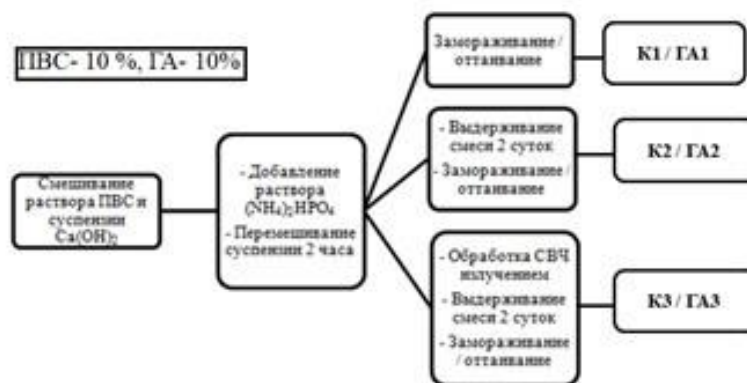 ПВС- 10 %, ГА- 10%
Смешивание
раствора ПВС и
суспензии
Ca(OH)2
- Добавление
раствора
(NH4)2HPO4
- Перемешивание
суспензии 2 часа
Замораживание /
оттаивание
К1 / ГА1
- Выдерживание
смеси 2 суток
- Замораживание/
оттаивание
К2 / ГА2
- Обработка СВЧ
излучением
- Выдерживание
смеси 2 суток
- Замораживание
/ оттаивание
К3 / ГА3